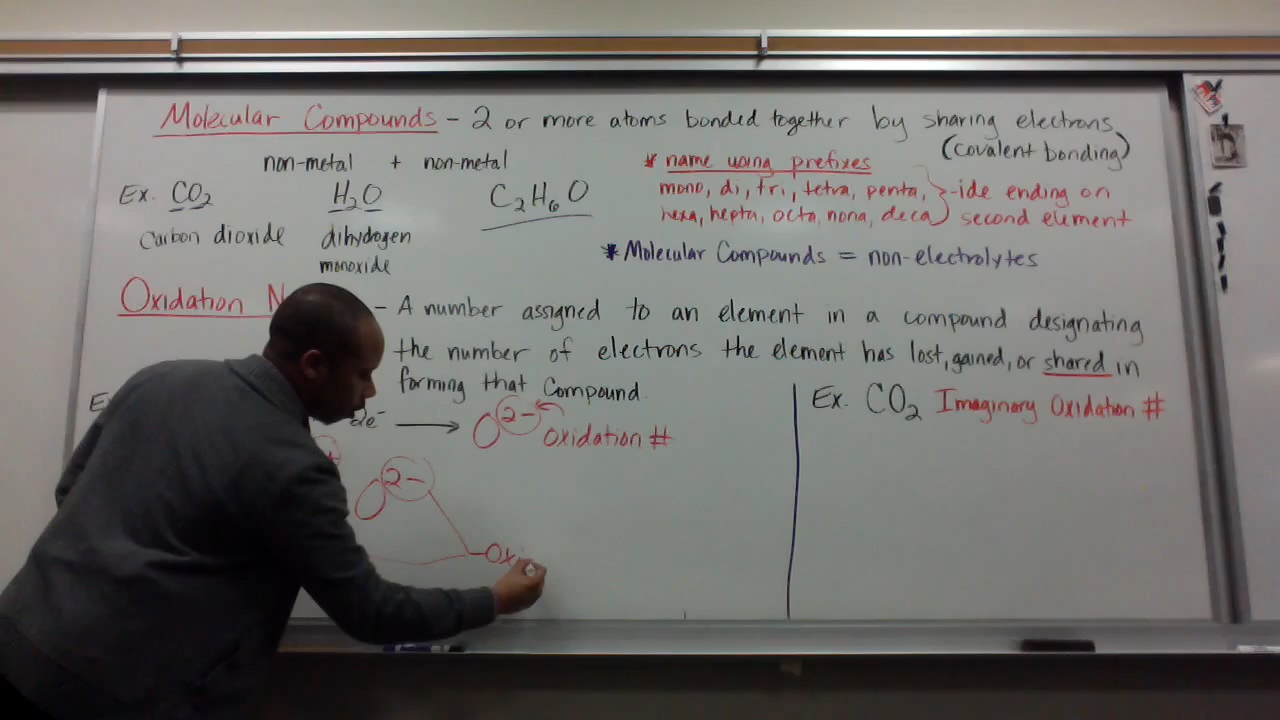 Molecular Compounds - 2 or more atoms bonded together by sharing electrons
(covalent bonding)
non-metal + non-metal
Ex. CO2 H2O C2H6O
carbon dioxide dihydrogen
monoxide
* name using prefixes
mono, di, tri, tetra, penta,
hexa, hepta, octa, nona, deca
} -ide ending on
second element
* Molecular Compounds = non-electrolytes
Oxidation N
- A number assigned to an element in a compound designating
the number of electrons the element has lost, gained, or shared in
forming that compound.
2e- → O 2- oxidation #
O 2-
Oxi
Ex. CO2 Imaginary Oxidation #